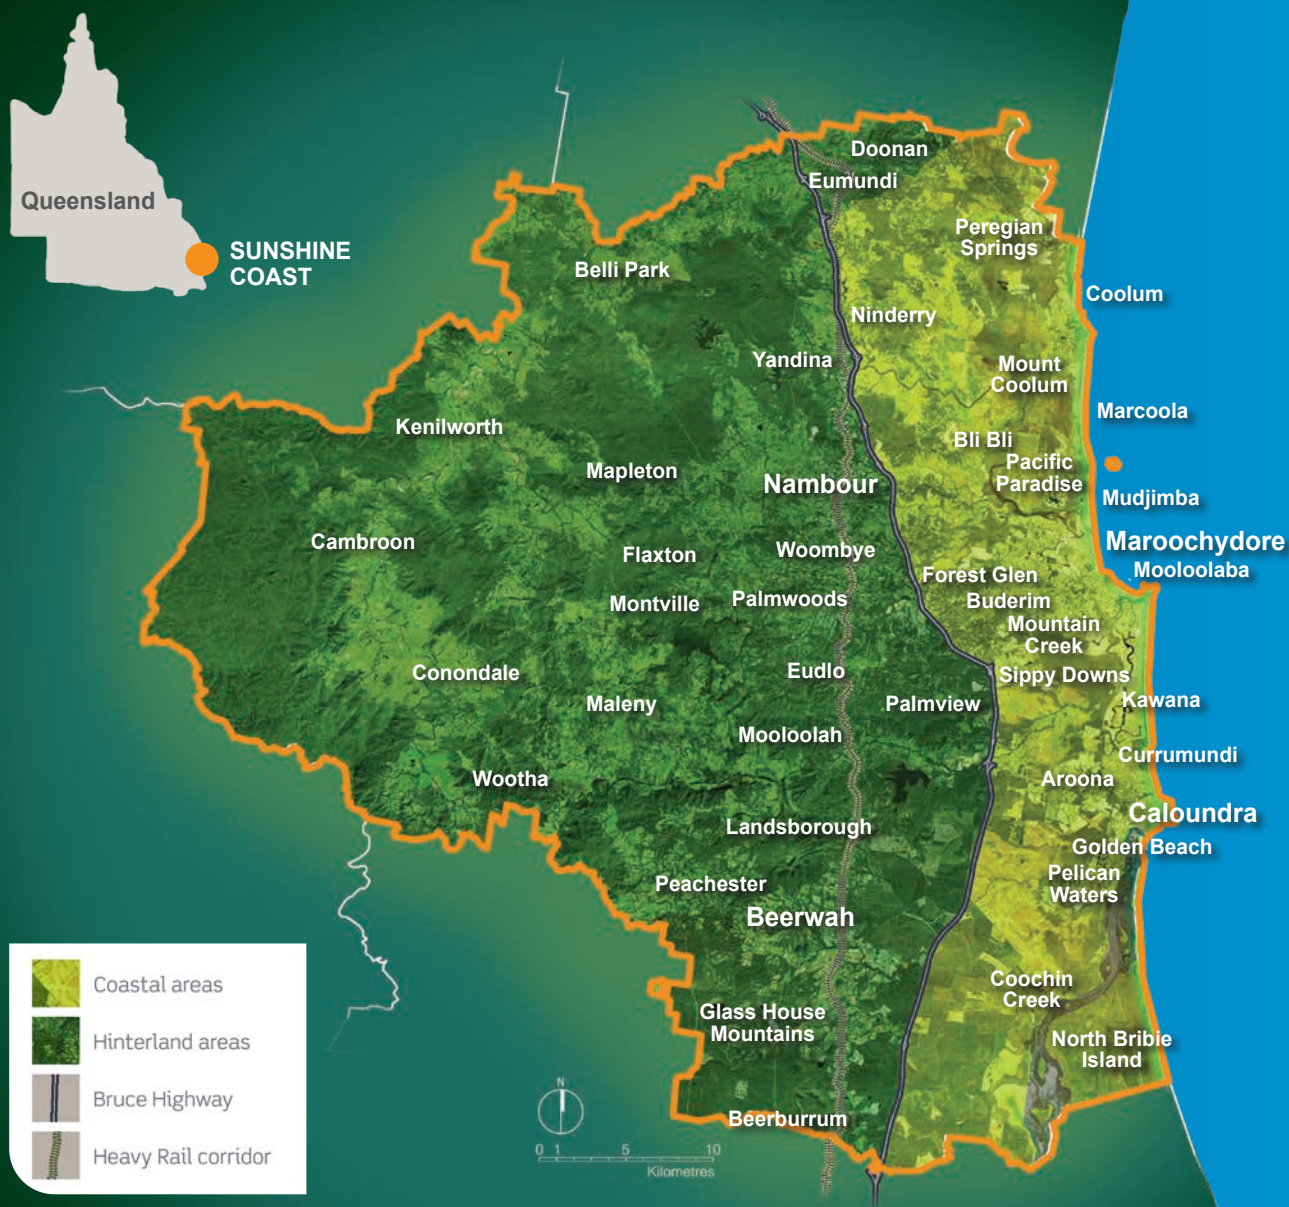 Queensland
SUNSHINE
COAST
Doonan
Eumundi
Peregian
Springs
Belli Park
Coolum
Ninderry
Yandina
Mount
Coolum
Marcoola
Kenilworth
Bli Bli
Mapleton
Pacific
Paradise
Nambour
Mudjimba
Cambroon
Maroochydore
Woombye
Flaxton
Mooloolaba
Forest Glen
Montville
Palmwoods
Buderim
Mountain
Creek
Conondale
Eudlo
Sippy Downs
Maleny
Palmview
Kawana
Mooloolah
Currumundi
Wootha
Aroona
Caloundra
Landsborough
Golden Beach
Peachester
Pelican
Waters
Beerwah
Coochin
Creek
Glass House
Mountains
North Bribie
Island
Beerburrum
Coastal areas
Hinterland areas
Bruce Highway
Heavy Rail corridor
N
0 1 5 10
Kilometres